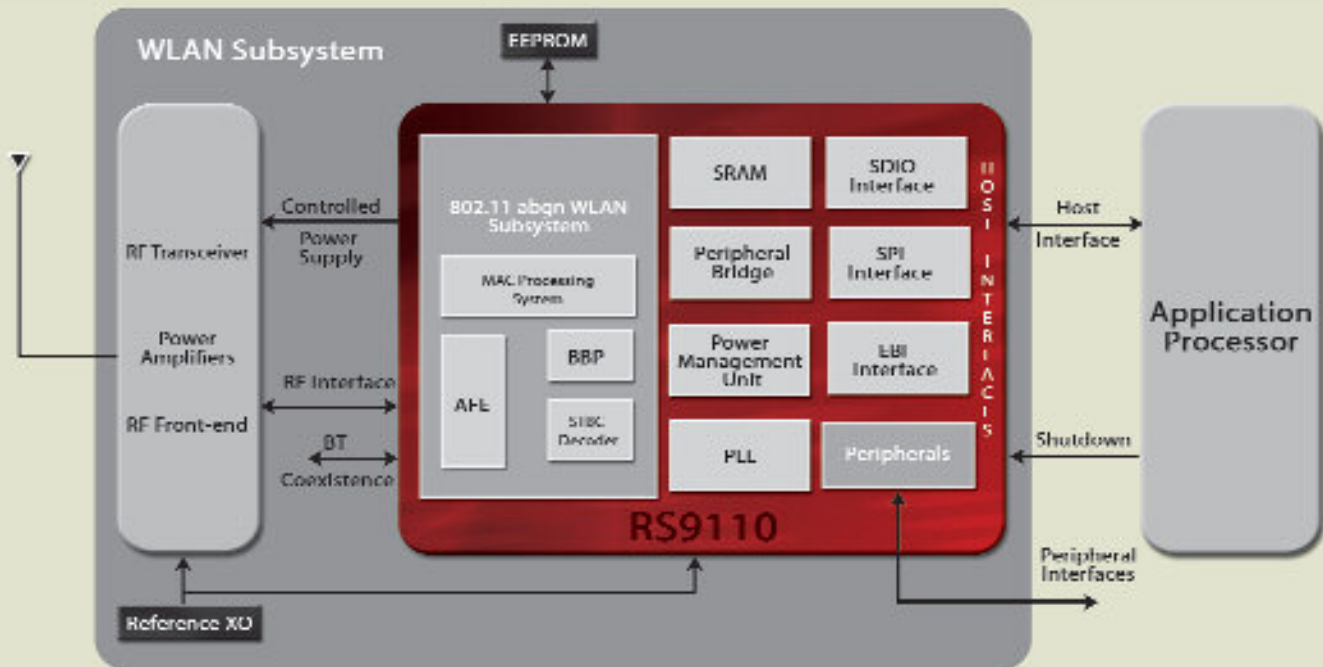 WLAN Subsystem
EEPROM
RF Transceiver
Power
Amplifiers
RF Front-end
Controlled
Power
Supply
RF Interface
BT
Coexistence
802.11 abgn WLAN
Subsystem
MAC Processing
System
AFE
BBP
STBC
Decoder
SRAM
SDIO
Interface
Peripheral
Bridge
SPI
Interface
Power
Management
Unit
EBI
Interface
PLL
Peripherals
HOST INTERFACES
RS9110
Host
Interface
Application
Processor
Shutdown
Peripheral
Interfaces
Reference XO